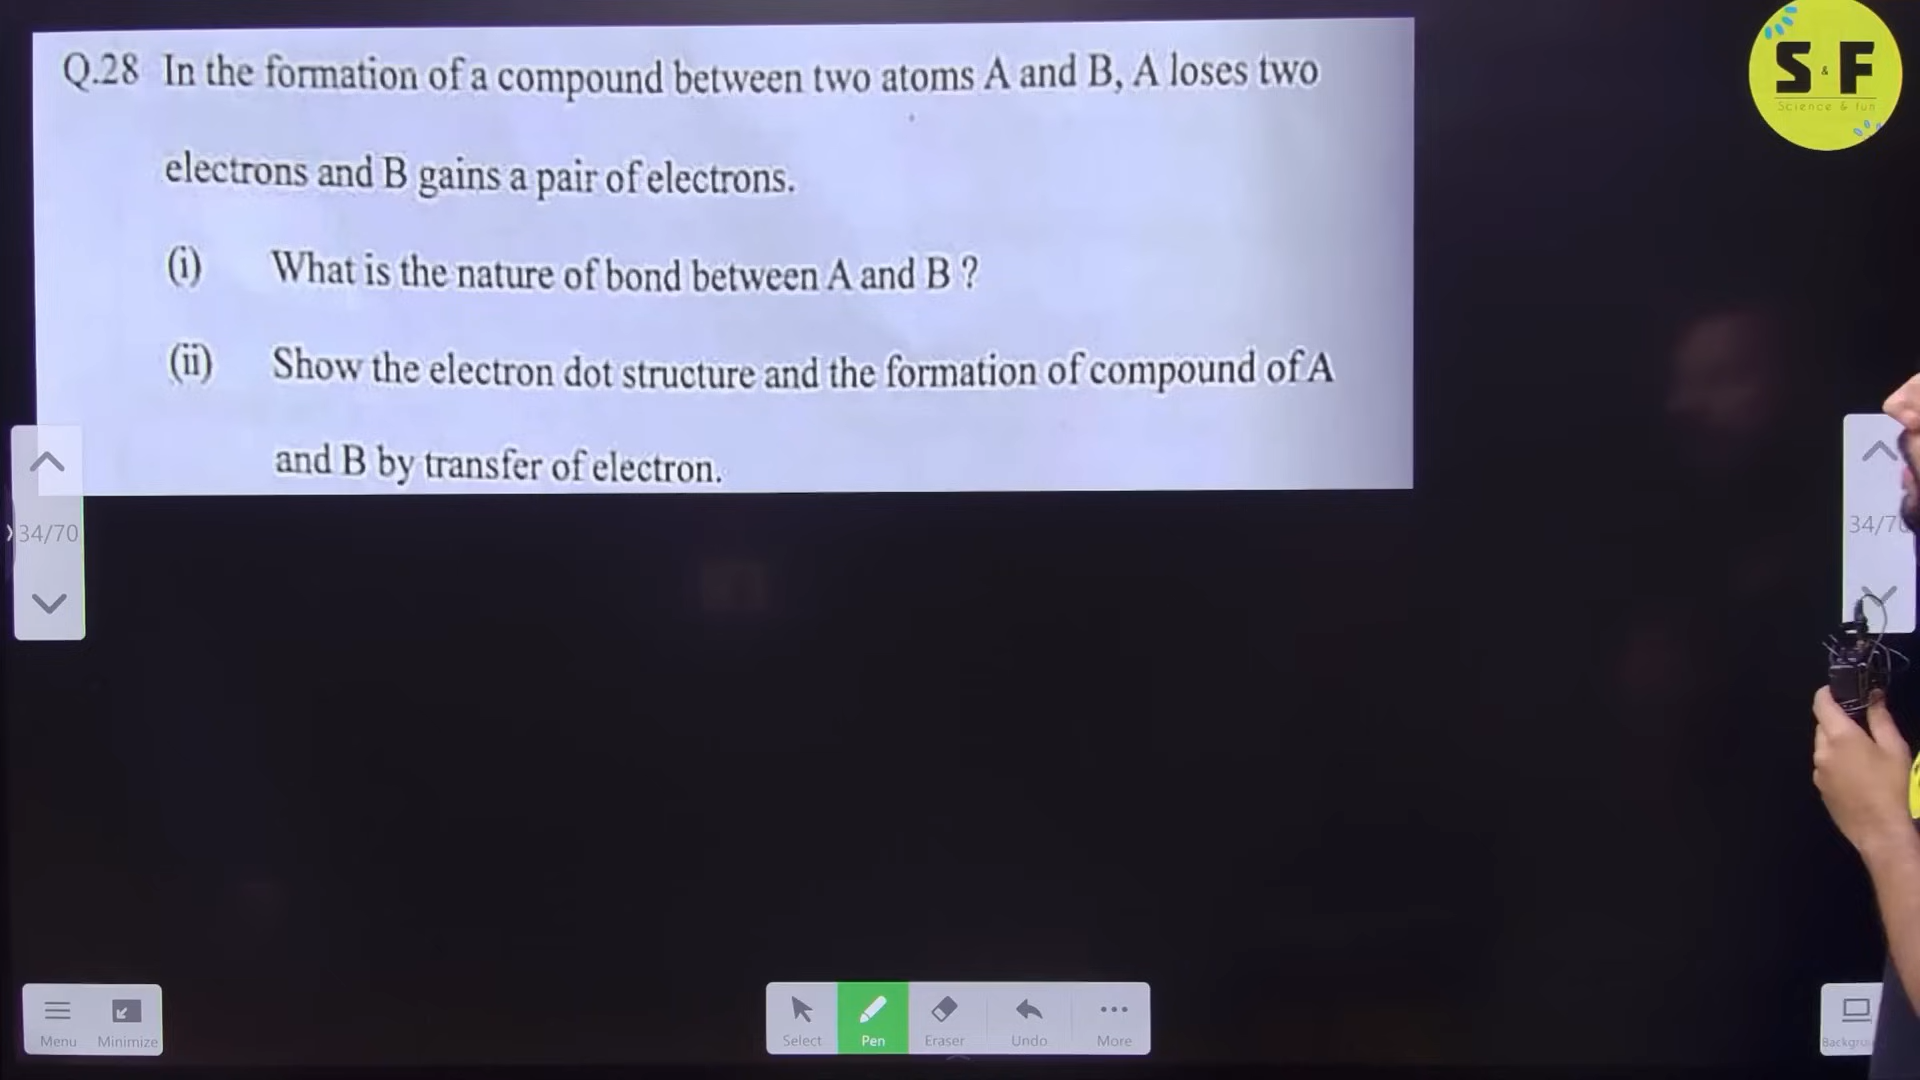 Q.28 In the formation of a compound between two atoms A and B, A loses two
electrons and B gains a pair of electrons.
(i) What is the nature of bond between A and B ?
(ii) Show the electron dot structure and the formation of compound of A
and B by transfer of electron.
S & F
Science & fun
34/70
34/7
Menu Minimize
Select Pen Eraser Undo More